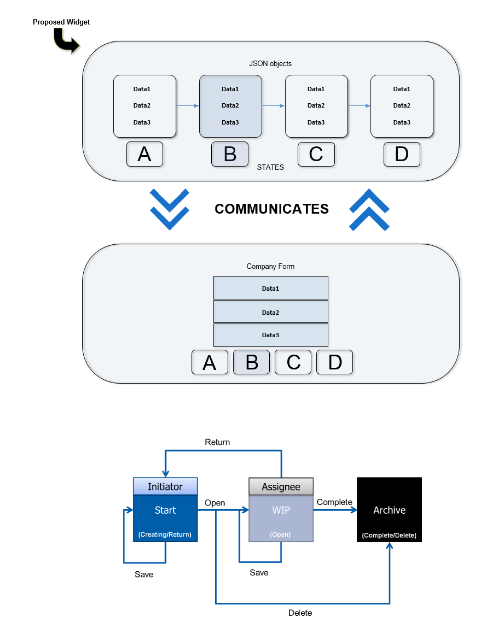 Proposed Widget
JSON objects
Data1 Data1 Data1 Data1
Data2 Data2 Data2 Data2
Data3 Data3 Data3 Data3
A B C D
STATES
COMMUNICATES
Company Form
Data1
Data2
Data3
A B C D
Return
Initiator Assignee
Start Open WIP Complete Archive
(Creating/Return) (Open) (Complete/Delete)
Save Save
Delete